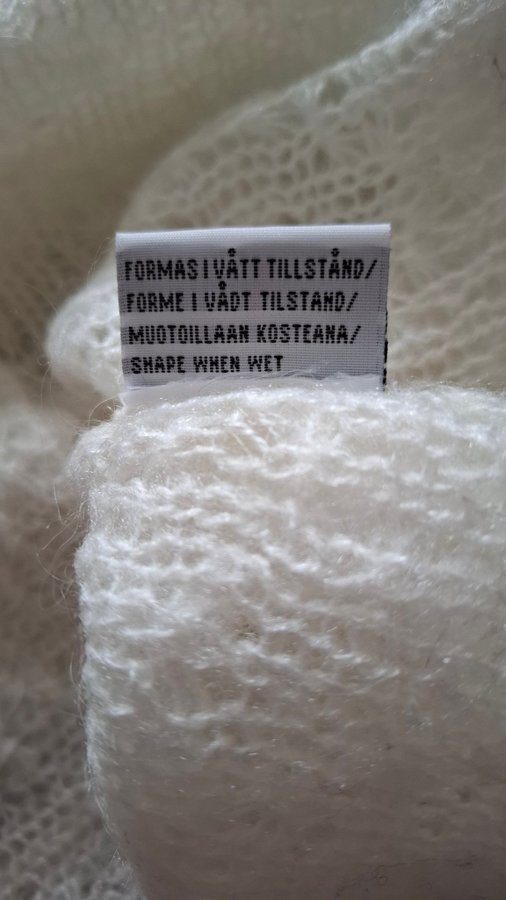 FORMAS I VÅTT TILLSTÅND/
FORME I VÅDT TILSTAND/
MUOTOILLAAN KOSTEANA/
SHAPE WHEN WET